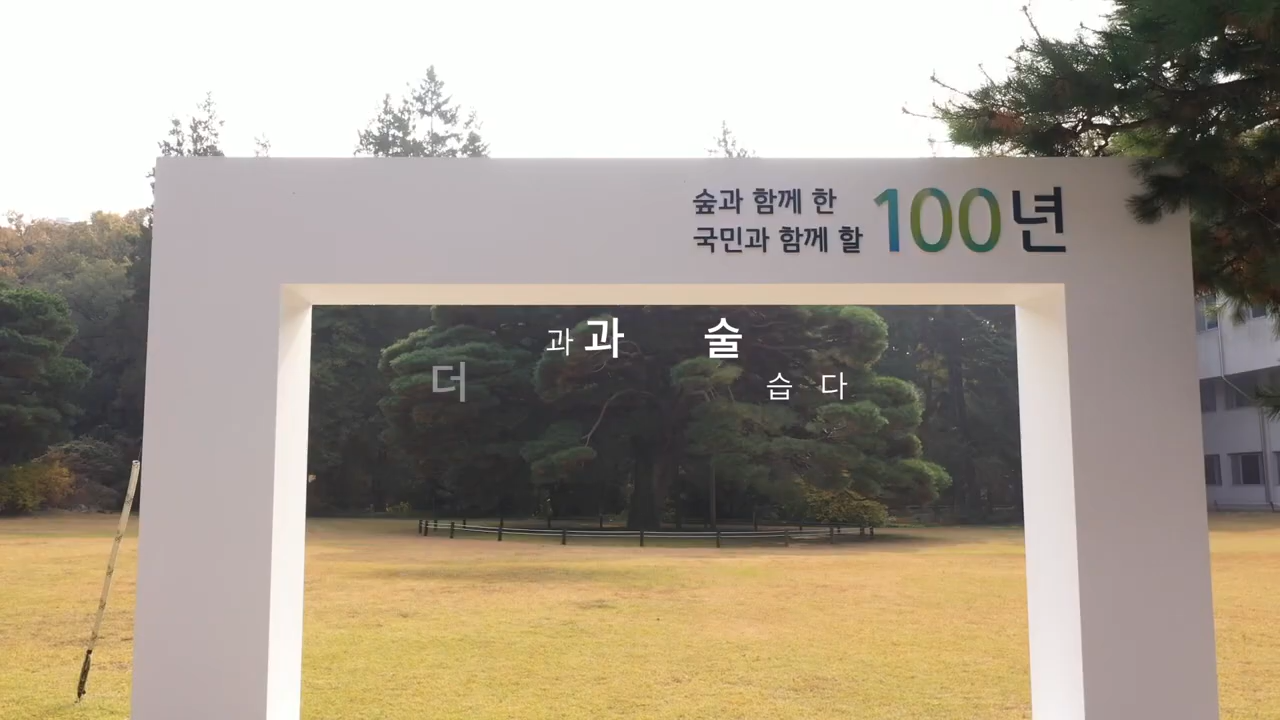 숲과 함께 한
국민과 함께 할 100년
과 과 술
더 습 다